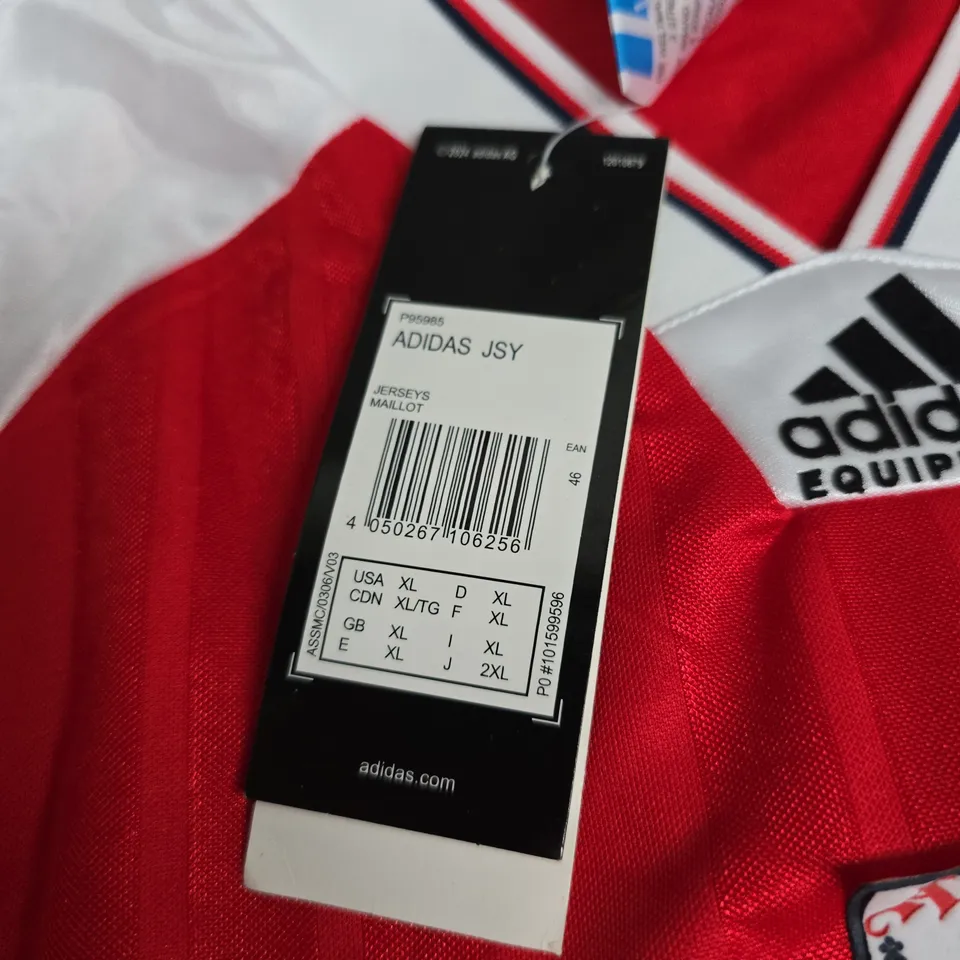 P95985
ADIDAS JSY
JERSEYS
MAILLOT
EAN
46
4 050267 106256
ASSMC/0306/V03
USA XL D XL
CDN XL/TG F XL
GB XL I XL
E XL J 2XL
PO #101599596
adidas.com
adid
EQUIP